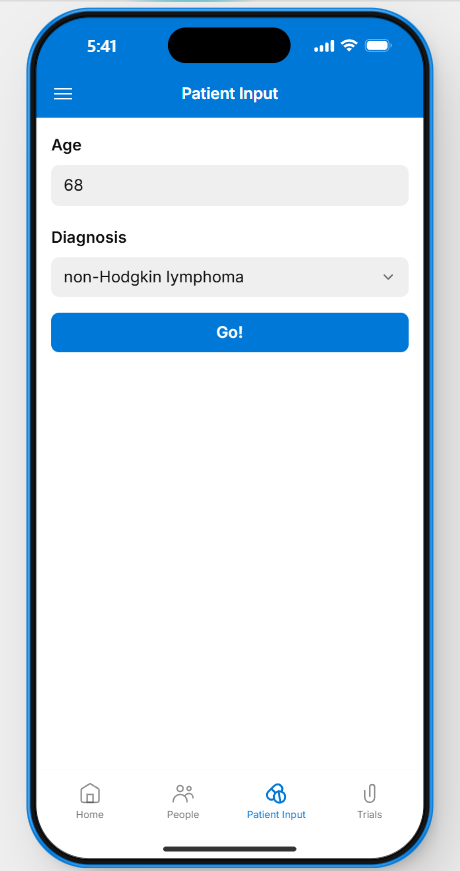 5:41
Patient Input
Age
68
Diagnosis
non-Hodgkin lymphoma
Go!
Home
People
Patient Input
Trials